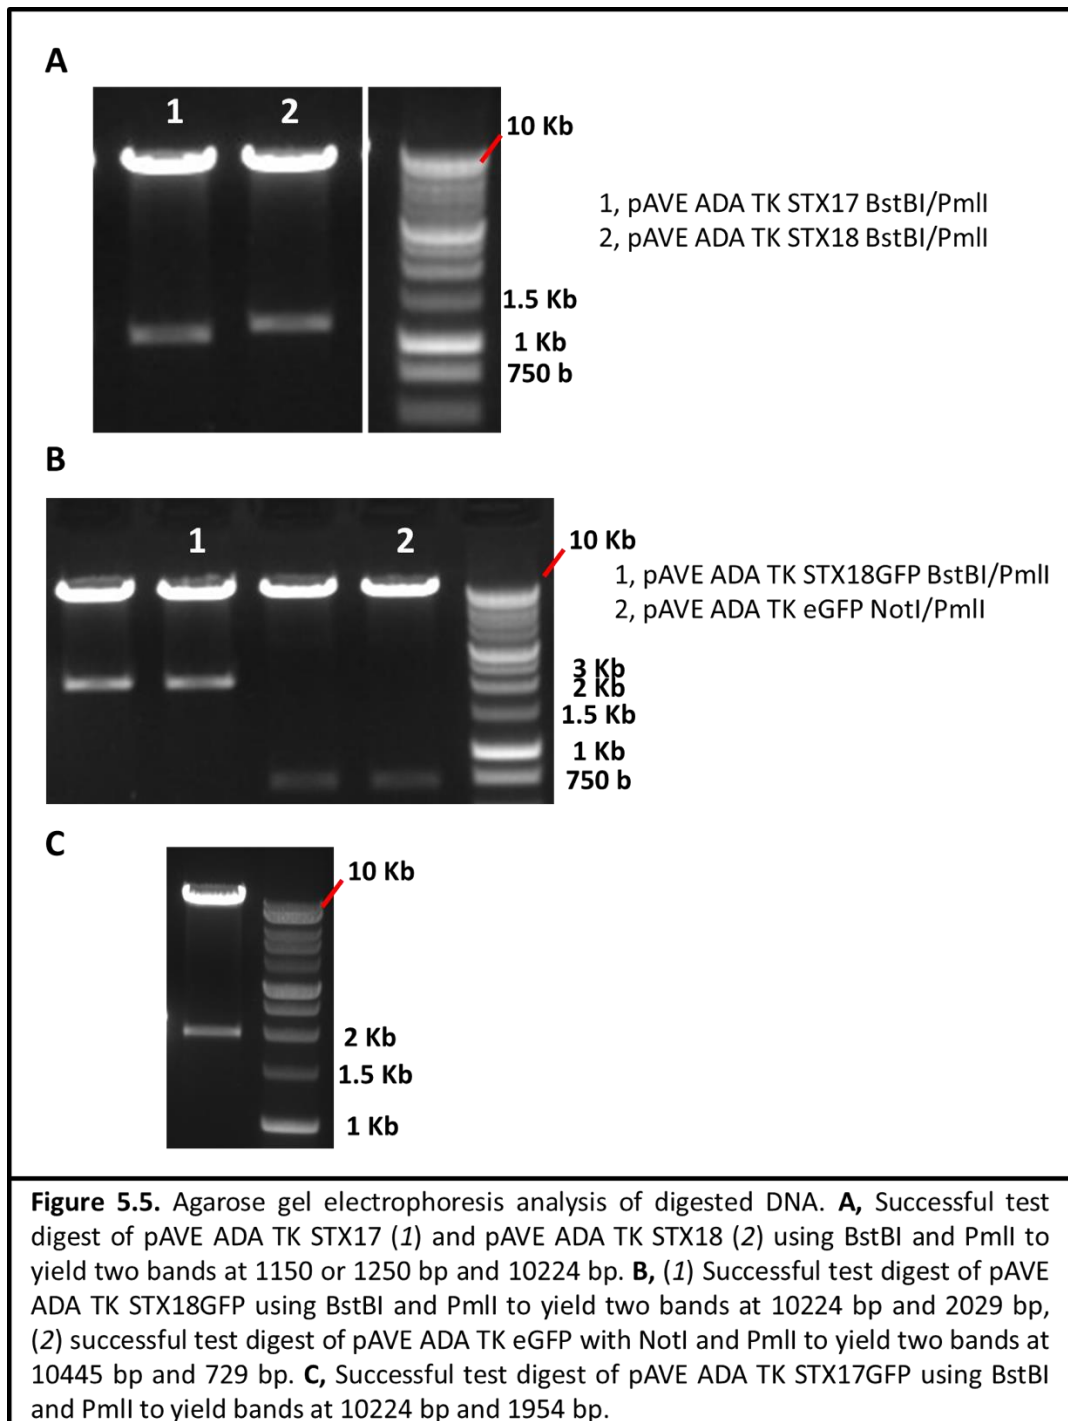 A
1 2
10 Kb
1, pAVE ADA TK STX17 BstBI/PmlI
2, pAVE ADA TK STX18 BstBI/PmlI
1.5 Kb
1 Kb
750 b
B
1 2
10 Kb
1, pAVE ADA TK STX18GFP BstBI/PmlI
2, pAVE ADA TK eGFP NotI/PmlI
3 Kb
2 Kb
1.5 Kb
1 Kb
750 b
C
10 Kb
2 Kb
1.5 Kb
1 Kb
Figure 5.5. Agarose gel electrophoresis analysis of digested DNA. A, Successful test
digest of pAVE ADA TK STX17 (1) and pAVE ADA TK STX18 (2) using BstBI and PmlI to
yield two bands at 1150 or 1250 bp and 10224 bp. B, (1) Successful test digest of pAVE
ADA TK STX18GFP using BstBI and PmlI to yield two bands at 10224 bp and 2029 bp,
(2) successful test digest of pAVE ADA TK eGFP with NotI and PmlI to yield two bands at
10445 bp and 729 bp. C, Successful test digest of pAVE ADA TK STX17GFP using BstBI
and PmlI to yield bands at 10224 bp and 1954 bp.